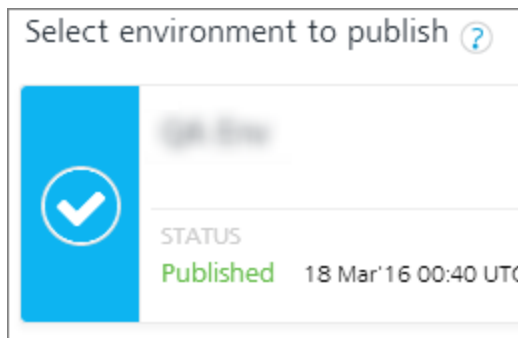 Select environment to publish ?
STATUS
Published 18 Mar'16 00:40 UTC